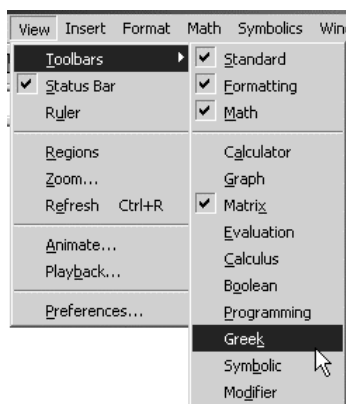 View Insert Format Math Symbolics
Toolbars
Status Bar
Ruler
Regions
Zoom...
Refresh Ctrl+R
Animate...
Playback...
Preferences...
Standard
Formatting
Math
Calculator
Graph
Matrix
Evaluation
Calculus
Boolean
Programming
Greek
Symbolic
Modifier